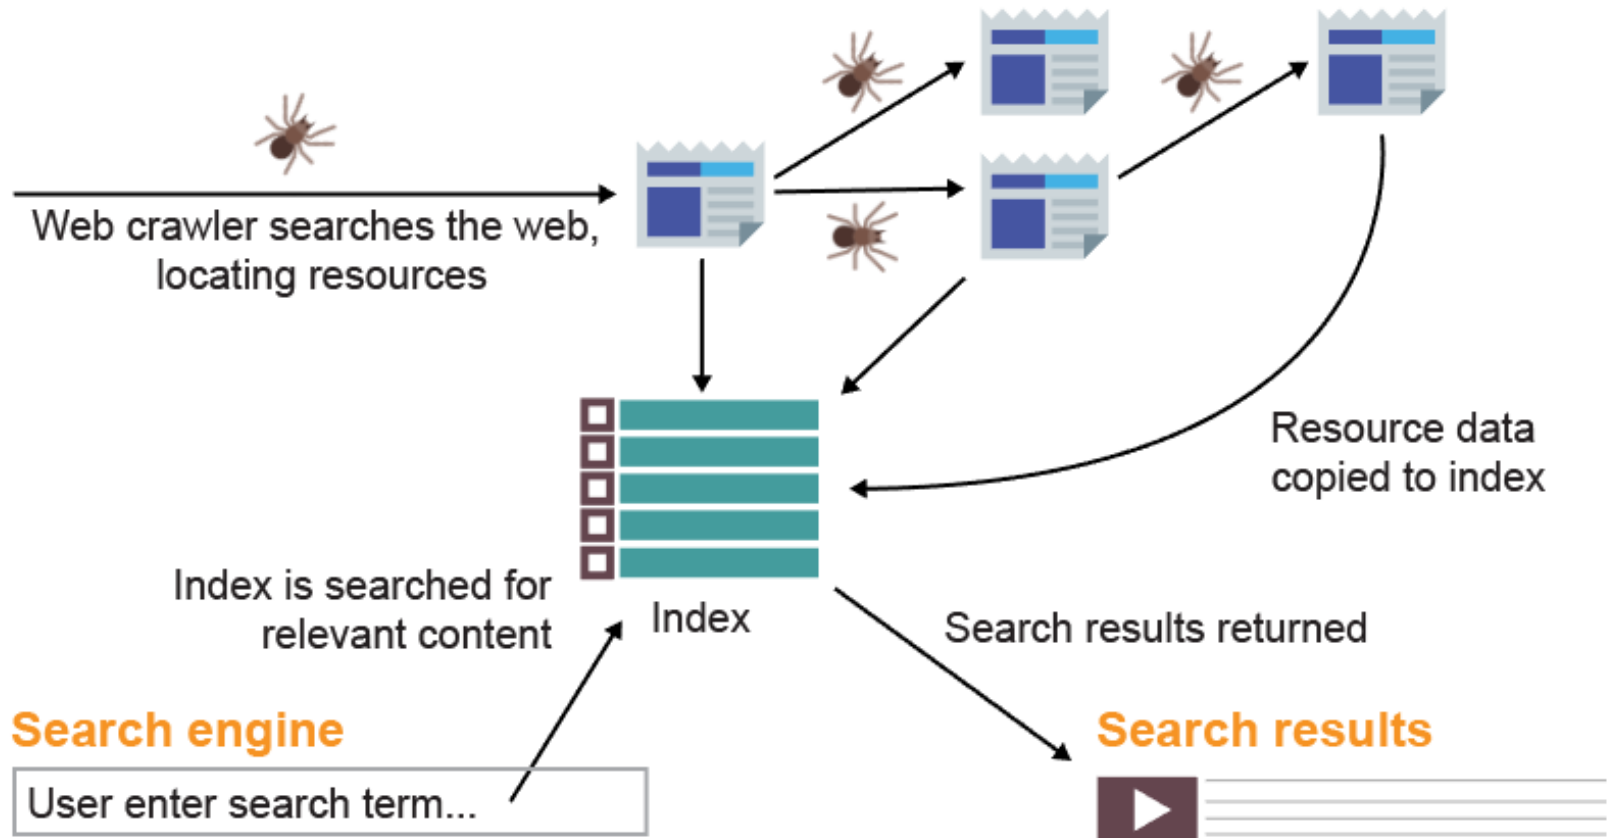 Web crawler searches the web,
locating resources
Resource data
copied to index
Index is searched for
relevant content
Index
Search results returned
Search engine
User enter search term...
Search results